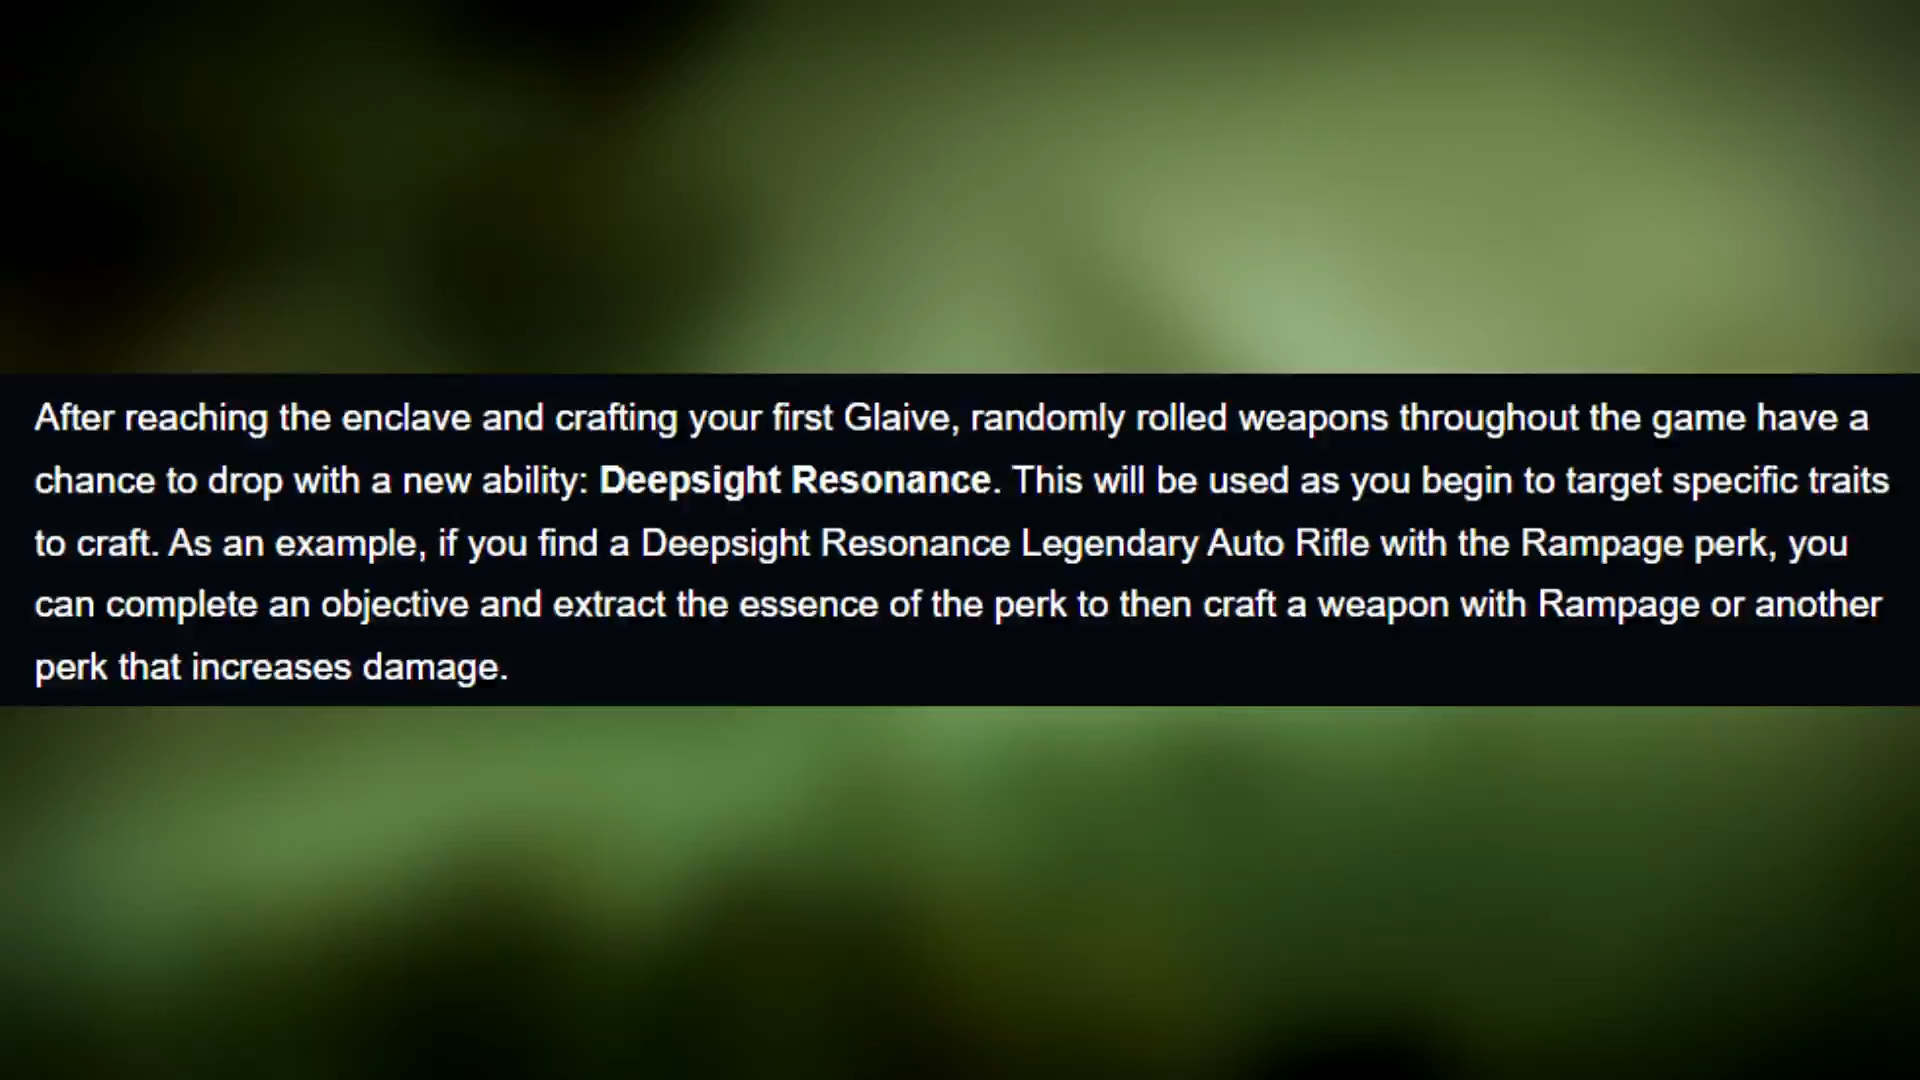 After reaching the enclave and crafting your first Glaive, randomly rolled weapons throughout the game have a
chance to drop with a new ability: Deepsight Resonance. This will be used as you begin to target specific traits
to craft. As an example, if you find a Deepsight Resonance Legendary Auto Rifle with the Rampage perk, you
can complete an objective and extract the essence of the perk to then craft a weapon with Rampage or another
perk that increases damage.